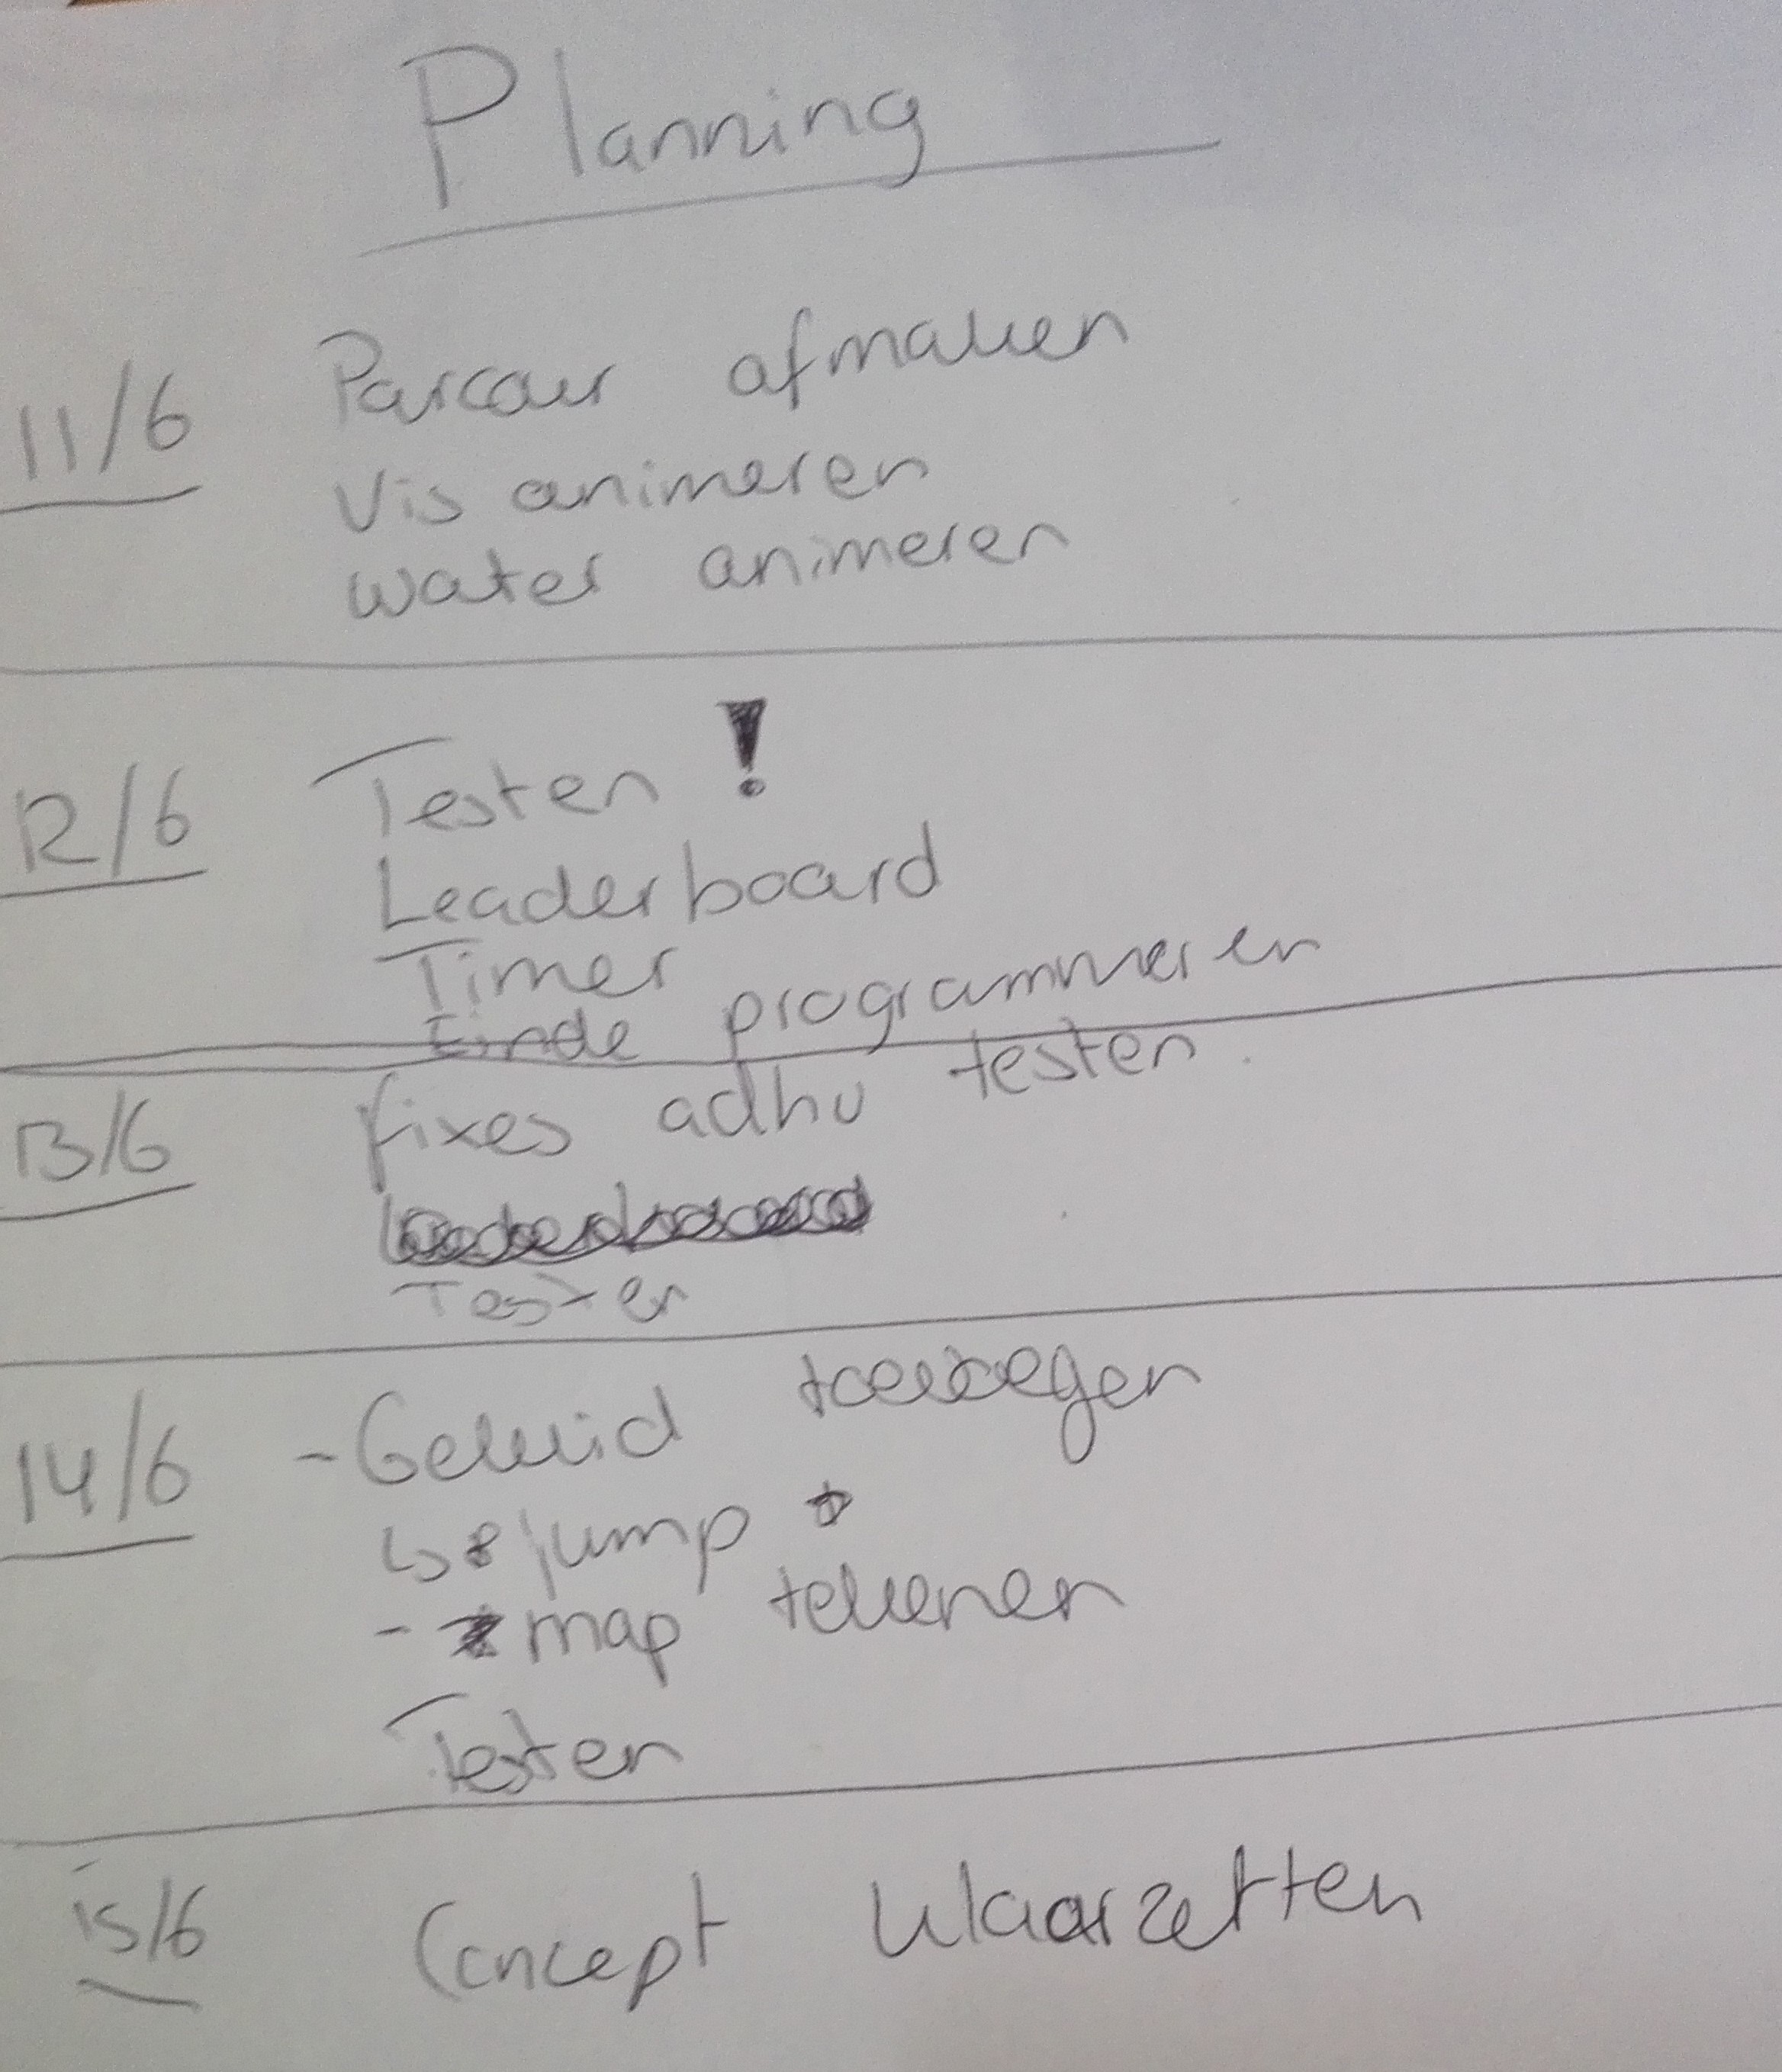 Planning
11/6 Parcour afmaken
Vis animeren
water animeren
12/6 Testen !
Leaderboard
Timer
Einde programmeren
13/6 fixes adhv testen
Testen
14/6 - Geluid toevoegen
↳ jump
- map tekenen
Testen
15/6 Concept klaarzetten